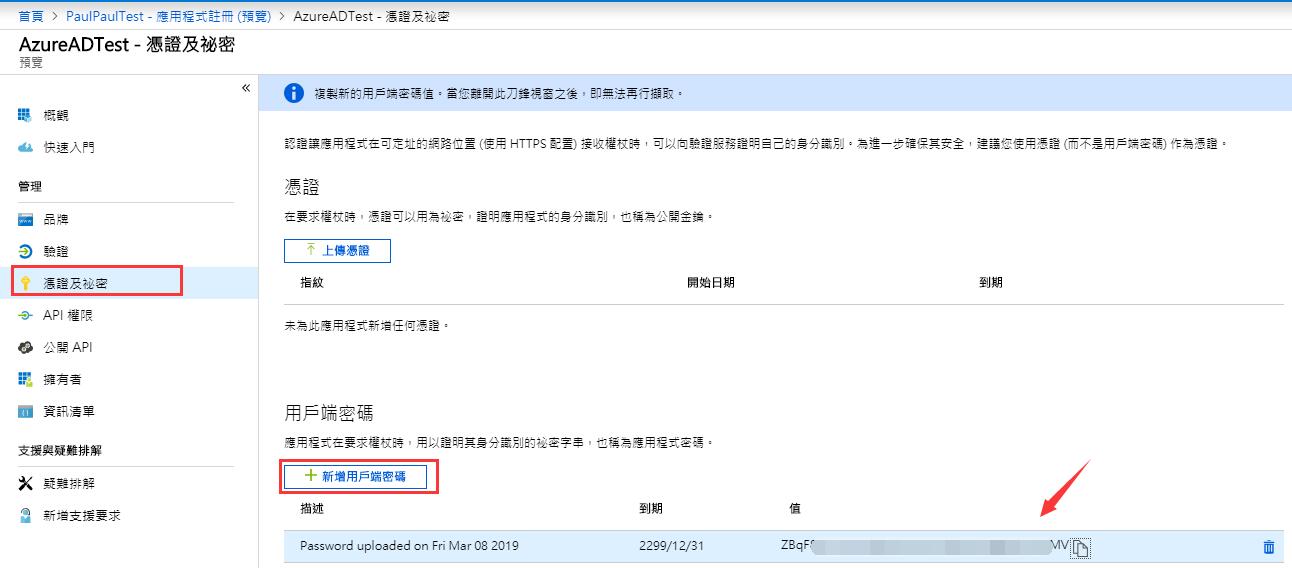 首頁 > PaulPaulTest - 應用程式註冊 (預覽) > AzureADTest - 憑證及祕密
AzureADTest - 憑證及祕密
預覽
«
複製新的用戶端密碼值。當您離開此刀鋒視窗之後，即無法再行擷取。
概觀
快速入門
管理
品牌
驗證
憑證及祕密
API 權限
公開 API
擁有者
資訊清單
支援與疑難排解
疑難排解
新增支援要求
認證讓應用程式在可定址的網路位置 (使用 HTTPS 配置) 接收權杖時，可以向驗證服務證明自己的身分識別。為進一步確保其安全，建議您使用憑證 (而不是用戶端密碼) 作為憑證。
憑證
在要求權杖時，憑證可以用為祕密，證明應用程式的身分識別，也稱為公開金鑰。
上傳憑證
指紋 開始日期 到期
未為此應用程式新增任何憑證。
用戶端密碼
應用程式在要求權杖時，用以證明其身分識別的祕密字串，也稱為應用程式密碼。
新增用戶端密碼
描述 到期 值
Password uploaded on Fri Mar 08 2019 2299/12/31 ZBqF MV